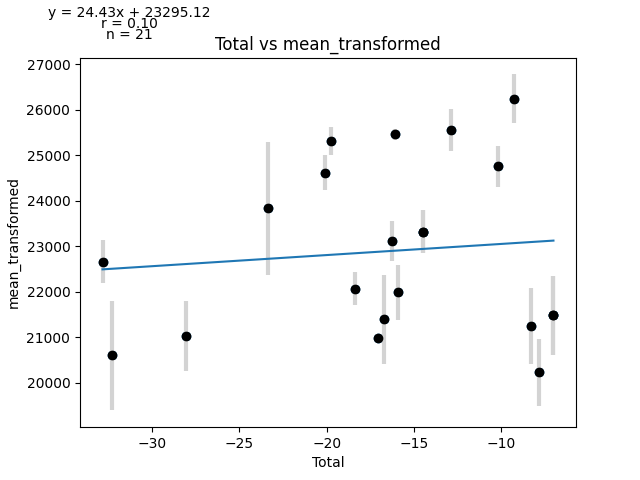 y = 24.43x + 23295.12
r = 0.10
n = 21
Total vs mean_transformed
27000
26000
25000
24000
23000
22000
21000
20000
mean_transformed
−30
−25
−20
−15
−10
Total